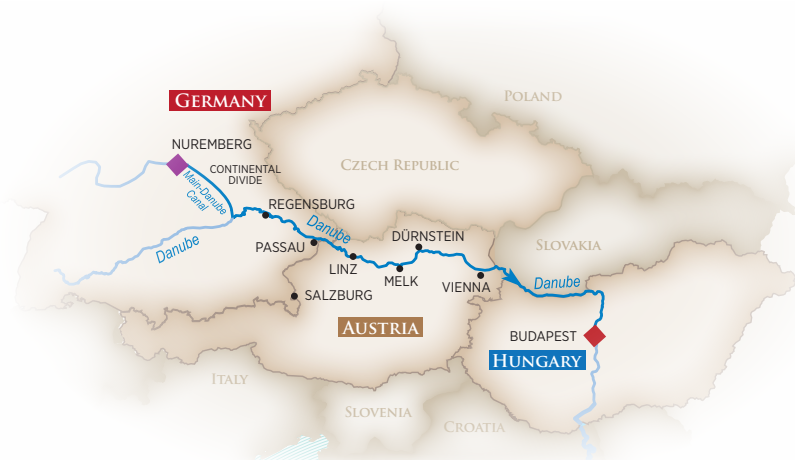 POLAND
GERMANY
NUREMBERG
CZECH REPUBLIC
CONTINENTAL
DIVIDE
Main-Danube
Canal
REGENSBURG
Danube
DÜRNSTEIN
Danube
PASSAU
SLOVAKIA
LINZ
MELK
VIENNA
Danube
SALZBURG
AUSTRIA
BUDAPEST
HUNGARY
ITALY
SLOVENIA
CROATIA